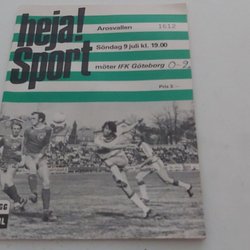 heja!
Sport
Arosvallen 1612
Söndag 9 juli kl. 19.00
möter IFK Göteborg 0-2
Pris 3:-